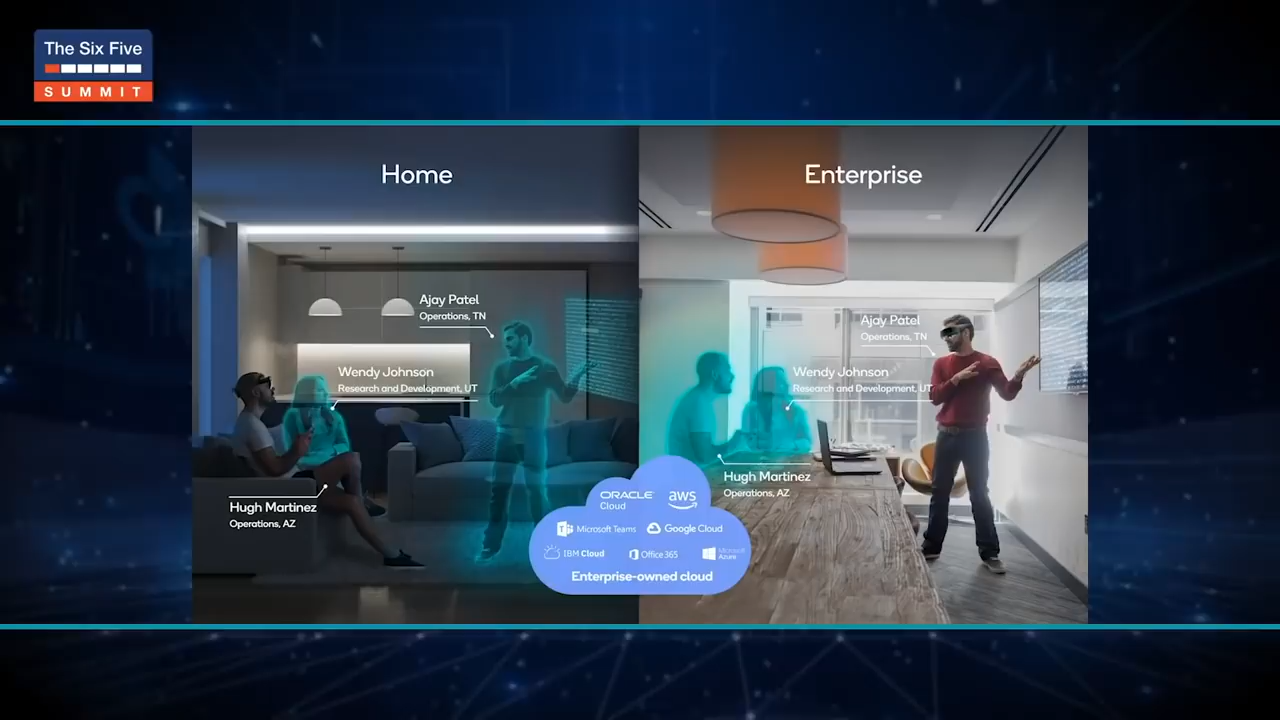 The Six Five
SUMMIT
Home
Enterprise
Ajay Patel
Operations, TN
Wendy Johnson
Research and Development, UT
Hugh Martinez
Operations, AZ
Ajay Patel
Operations, TN
Wendy Johnson
Research and Development, UT
Hugh Martinez
Operations, AZ
ORACLE
Cloud
aws
Microsoft Teams
Google Cloud
IBM Cloud
Office 365
Microsoft
Azure
Enterprise-owned cloud